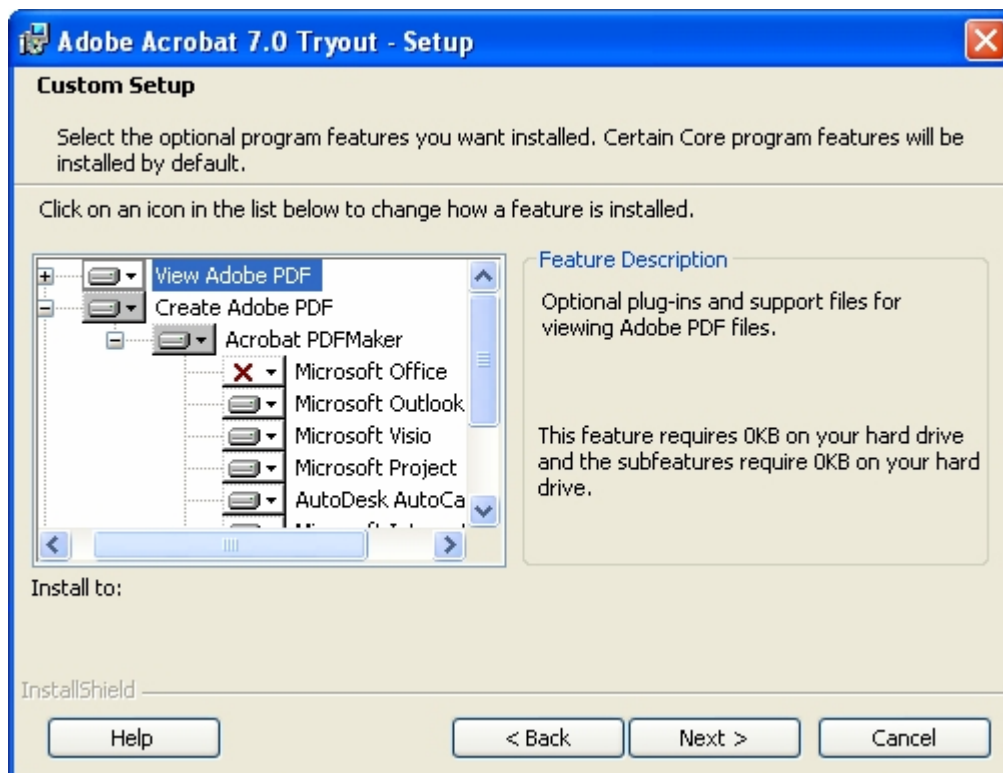 Adobe Acrobat 7.0 Tryout - Setup
Custom Setup
Select the optional program features you want installed. Certain Core program features will be
installed by default.
Click on an icon in the list below to change how a feature is installed.
View Adobe PDF
Create Adobe PDF
Acrobat PDFMaker
Microsoft Office
Microsoft Outlook
Microsoft Visio
Microsoft Project
AutoDesk AutoCa
Feature Description
Optional plug-ins and support files for
viewing Adobe PDF files.
This feature requires 0KB on your hard drive
and the subfeatures require 0KB on your hard
drive.
Install to:
InstallShield
Help
< Back
Next >
Cancel